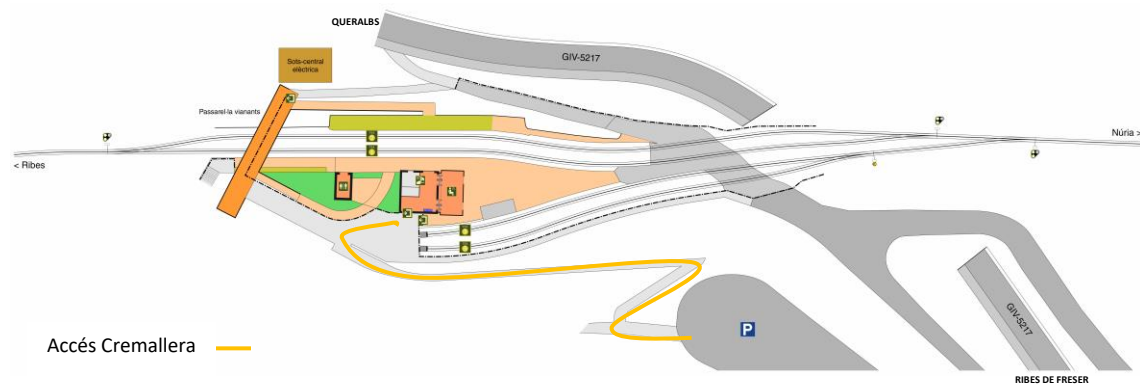 QUERALBS
GIV-5217
Sots-central
elèctrica
Passarel·la vianants
Núria >
< Ribes
P
GIV-5217
Accés Cremallera
RIBES DE FRESER